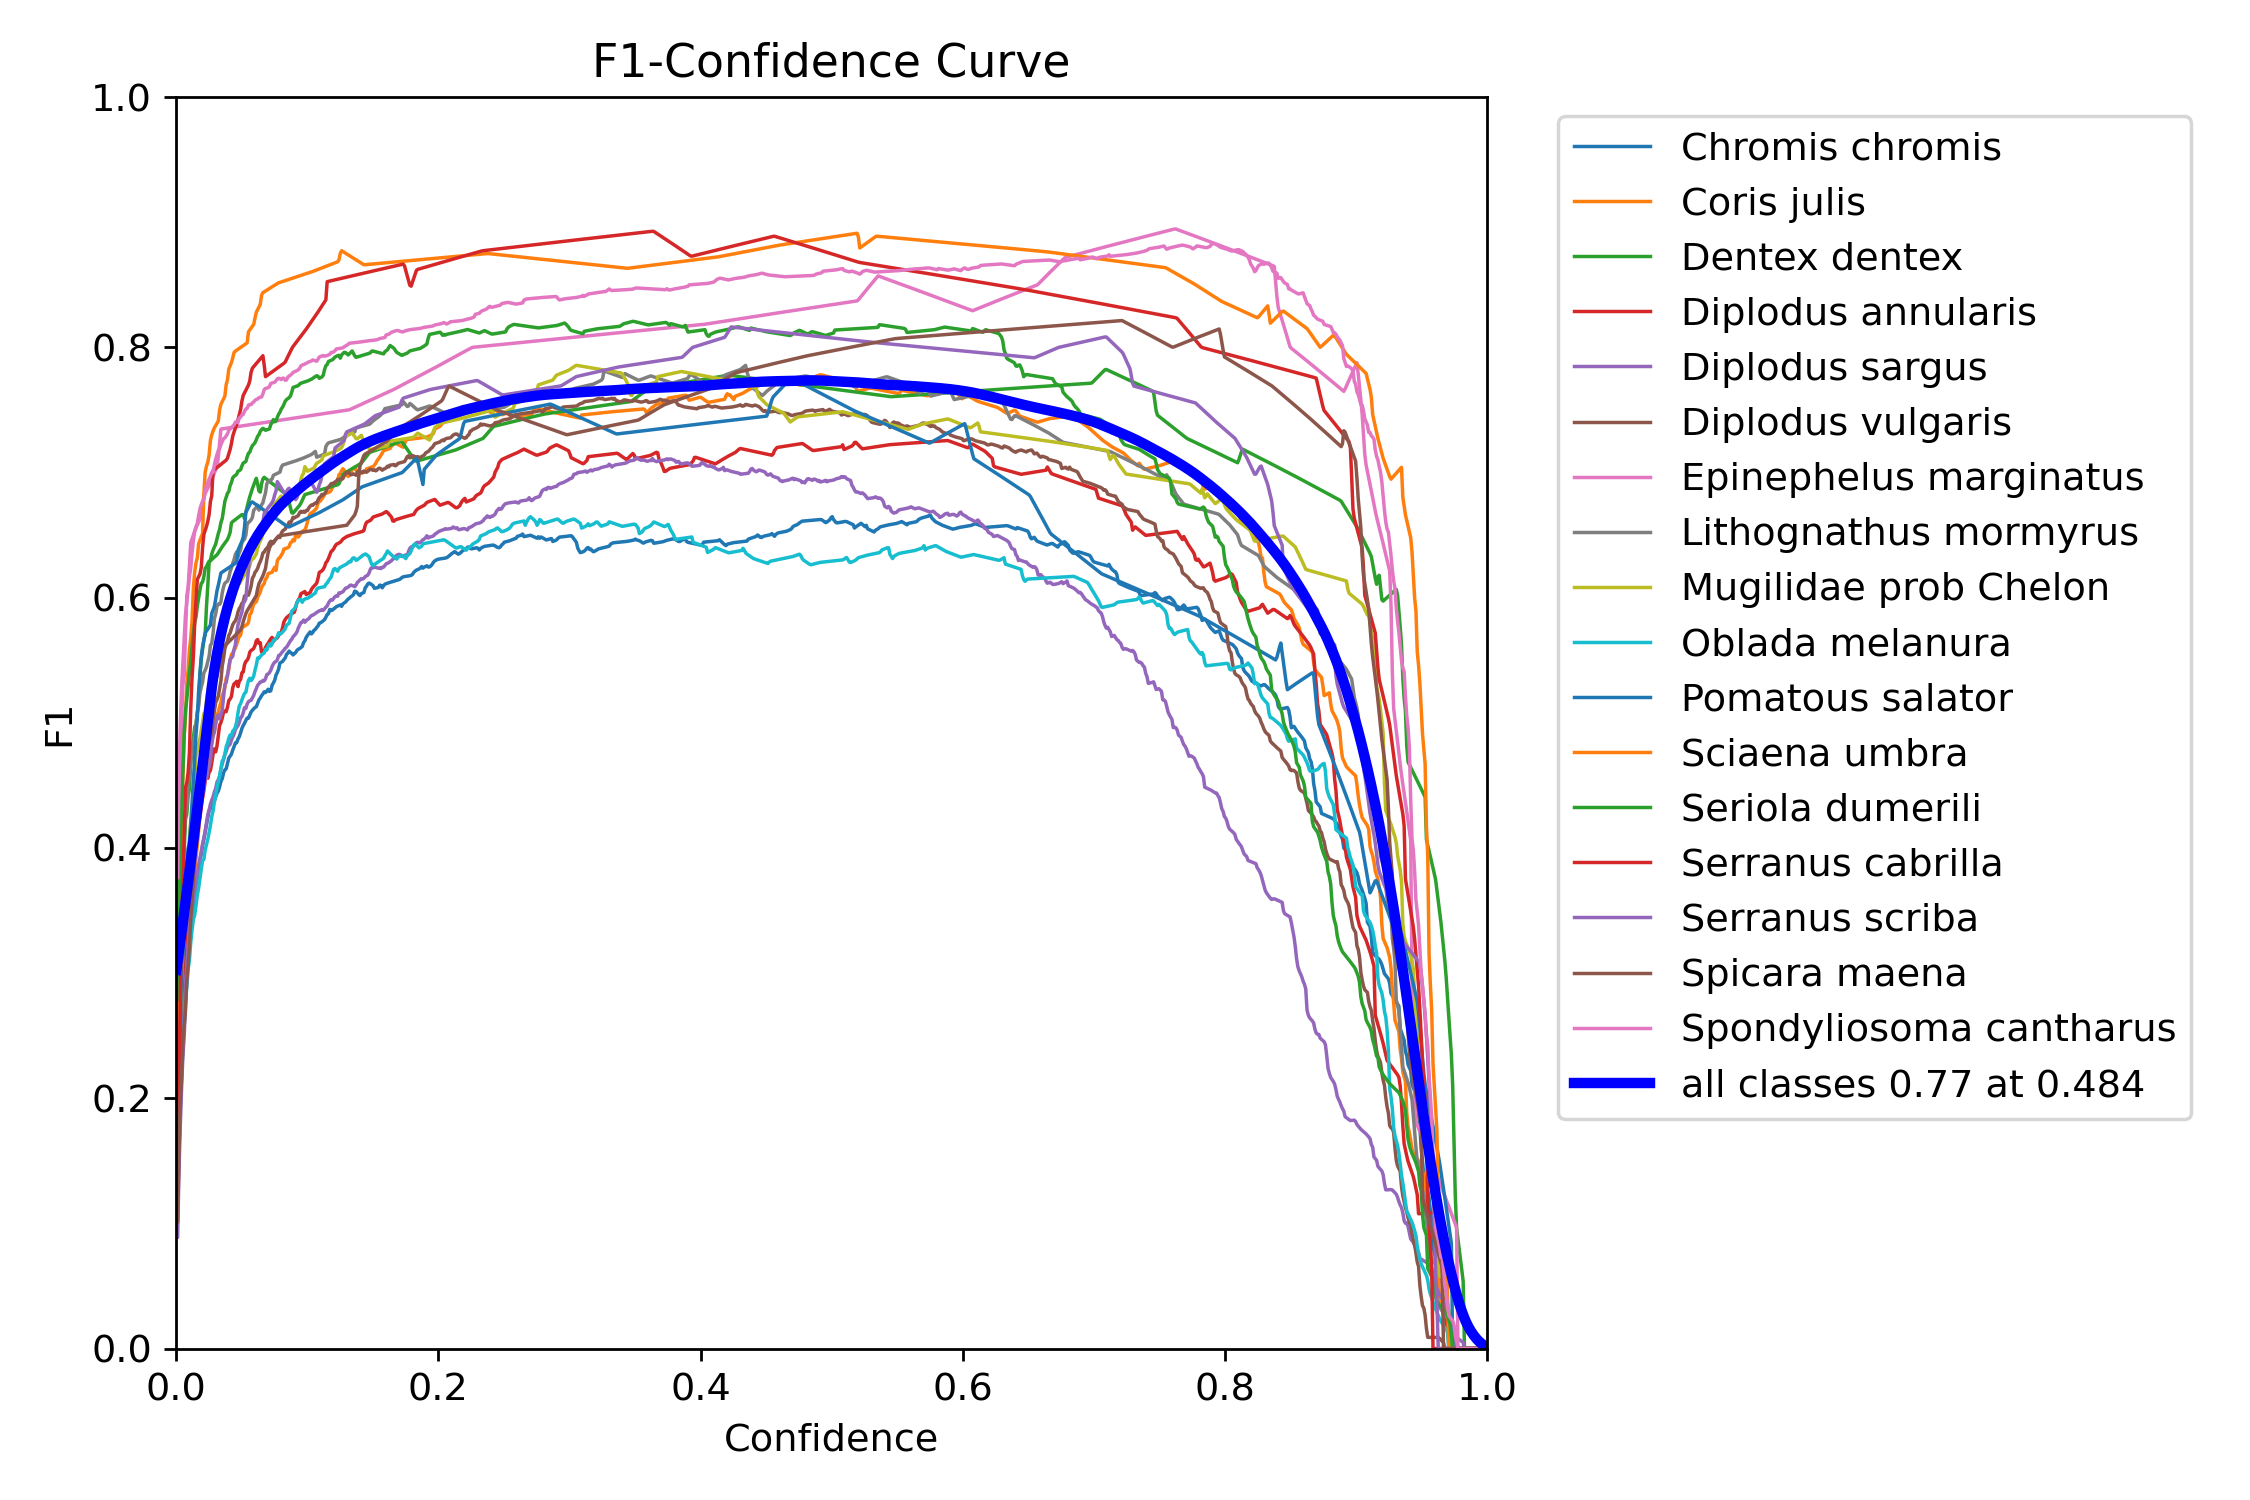 F1-Confidence Curve
1.0
0.8
0.6
0.4
0.2
0.0
F1
0.0 0.2 0.4 0.6 0.8 1.0
Confidence
Chromis chromis
Coris julis
Dentex dentex
Diplodus annularis
Diplodus sargus
Diplodus vulgaris
Epinephelus marginatus
Lithognathus mormyrus
Mugilidae prob Chelon
Oblada melanura
Pomatous salator
Sciaena umbra
Seriola dumerili
Serranus cabrilla
Serranus scriba
Spicara maena
Spondyliosoma cantharus
all classes 0.77 at 0.484